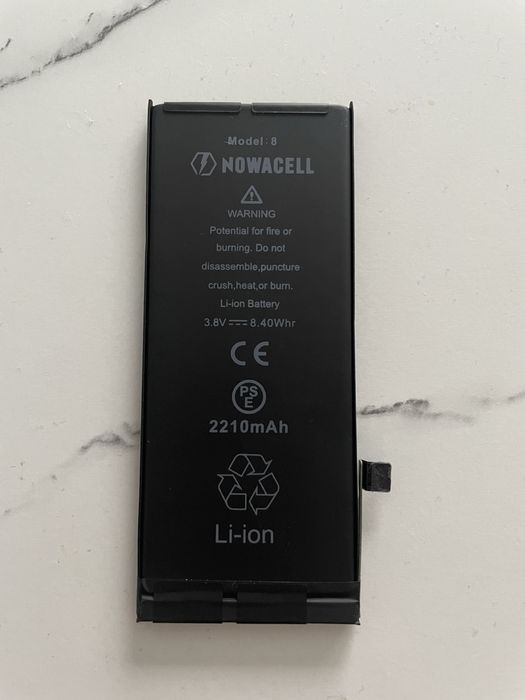 Model: 8
NOWACELL
WARNING
Potential for fire or
burning. Do not
disassemble,puncture
crush,heat,or burn.
Li-ion Battery
3.8V⎓8.40Whr
CE
PS
E
2210mAh
Li-ion